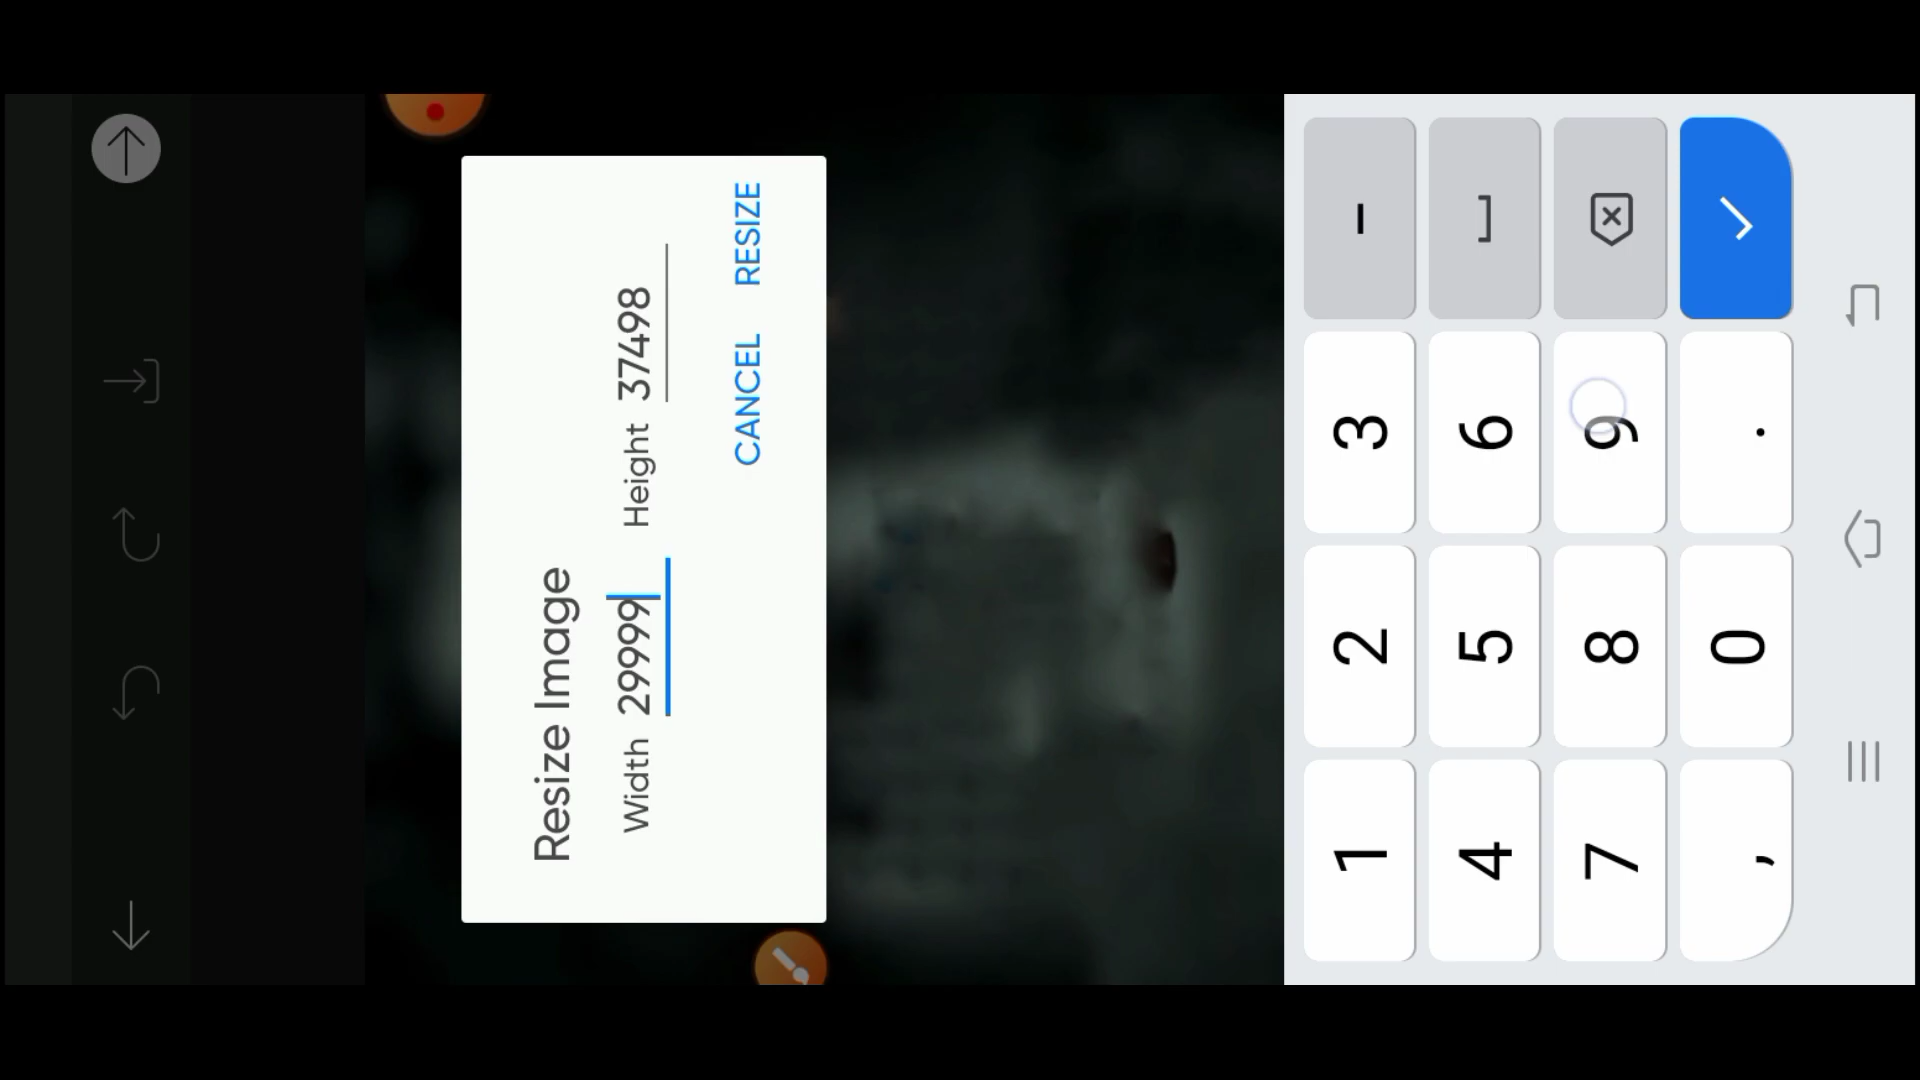 Resize Image
Width 29999 Height 37498
CANCEL RESIZE
1 2 3 -
4 5 6 ]
7 8 9
, 0 .